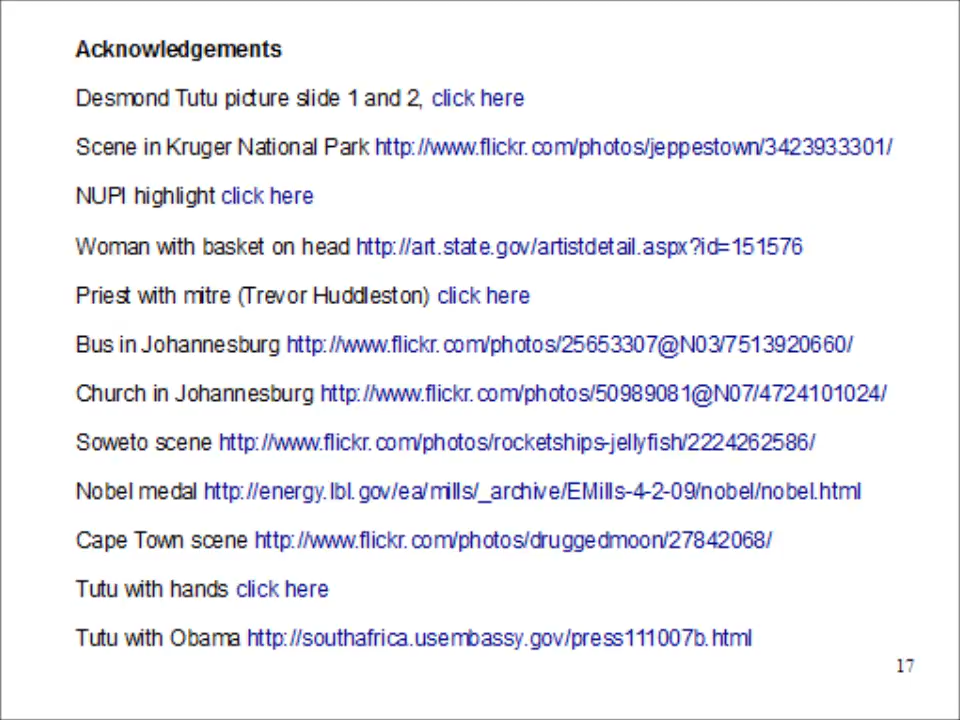 Acknowledgements
Desmond Tutu picture slide 1 and 2, click here
Scene in Kruger National Park http://www.flickr.com/photos/jeppestown/3423933301/
NUPI highlight click here
Woman with basket on head http://art.state.gov/artistdetail.aspx?id=151576
Priest with mitre (Trevor Huddleston) click here
Bus in Johannesburg http://www.flickr.com/photos/25653307@N03/7513920660/
Church in Johannesburg http://www.flickr.com/photos/50989081@N07/4724101024/
Soweto scene http://www.flickr.com/photos/rocketships-jellyfish/2224262586/
Nobel medal http://energy.lbl.gov/ea/mills/_archive/EMills-4-2-09/nobel/nobel.html
Cape Town scene http://www.flickr.com/photos/druggedmoon/27842068/
Tutu with hands click here
Tutu with Obama http://southafrica.usembassy.gov/press111007b.html
17